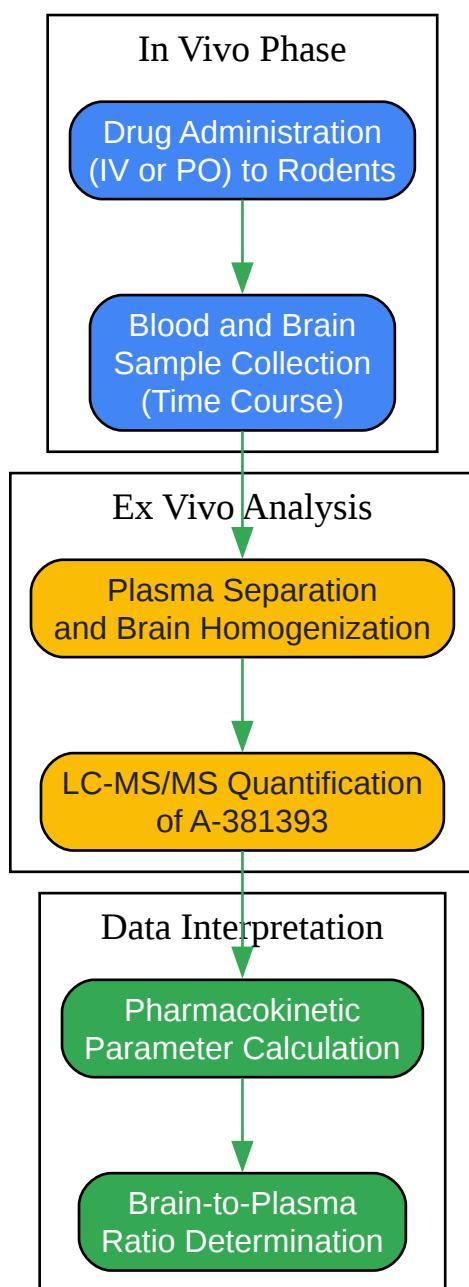 In Vivo Phase
Drug Administration
(IV or PO) to Rodents
Blood and Brain
Sample Collection
(Time Course)
Ex Vivo Analysis
Plasma Separation
and Brain Homogenization
LC-MS/MS Quantification
of A-381393
Data Interpretation
Pharmacokinetic
Parameter Calculation
Brain-to-Plasma
Ratio Determination